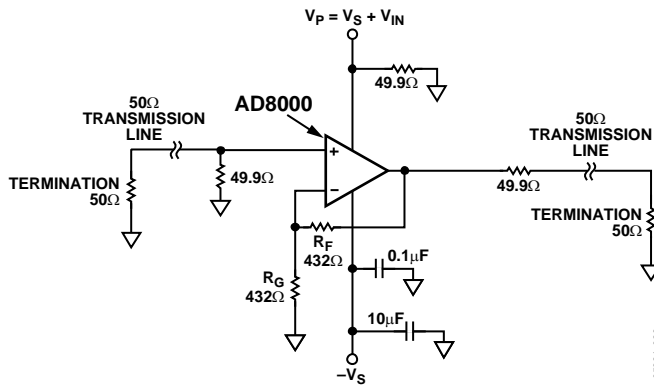 V_P = V_S + V_IN
49.9Ω
AD8000
50Ω
TRANSMISSION
LINE
50Ω
TRANSMISSION
LINE
+
−
49.9Ω
49.9Ω
TERMINATION
50Ω
TERMINATION
50Ω
R_F
432Ω
R_G
432Ω
0.1µF
10µF
–V_S